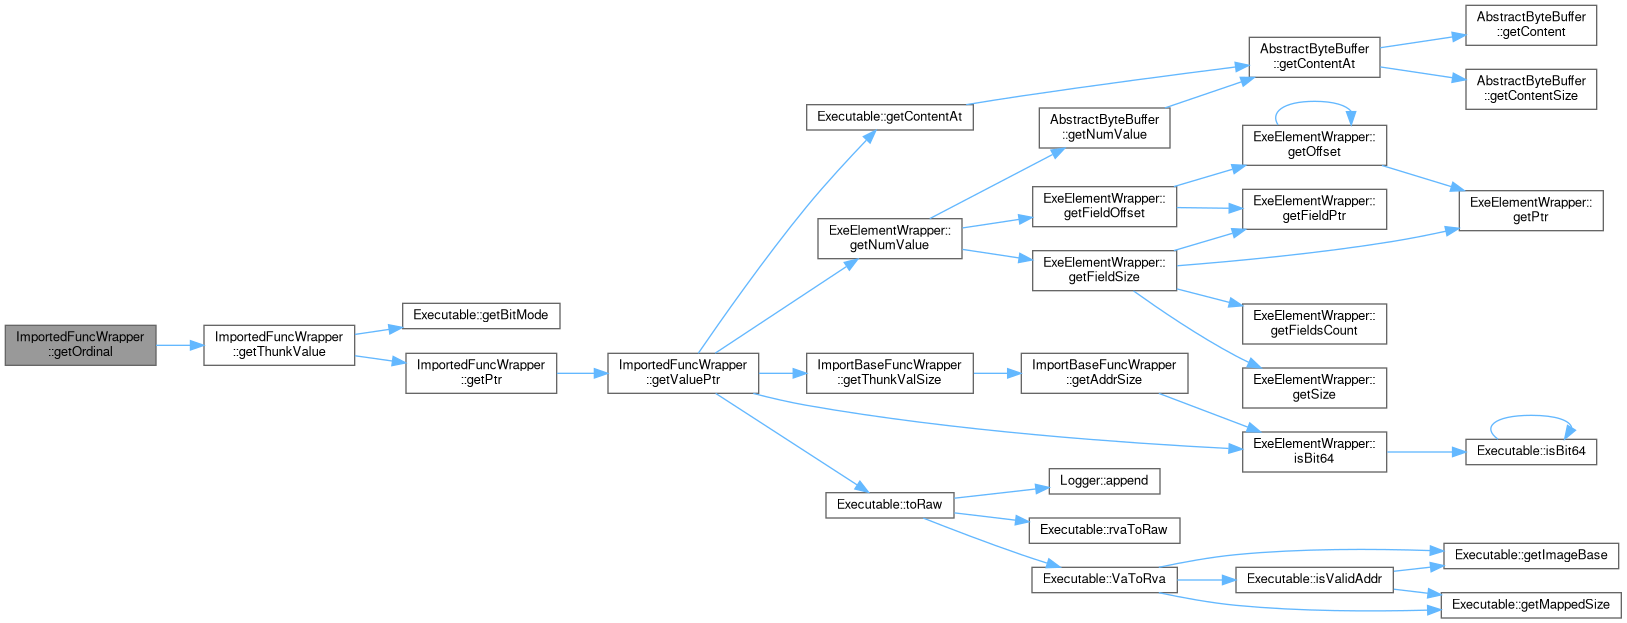 ImportedFuncWrapper
::getOrdinal
ImportedFuncWrapper
::getThunkValue
Executable::getBitMode
ImportedFuncWrapper
::getPtr
ImportedFuncWrapper
::getValuePtr
Executable::getContentAt
ExeElementWrapper::
getNumValue
ImportBaseFuncWrapper
::getThunkValSize
Executable::toRaw
AbstractByteBuffer
::getNumValue
ExeElementWrapper::
getFieldOffset
ExeElementWrapper::
getFieldSize
ImportBaseFuncWrapper
::getAddrSize
Logger::append
Executable::rvaToRaw
Executable::VaToRva
AbstractByteBuffer
::getContentAt
ExeElementWrapper::
getOffset
ExeElementWrapper::
getFieldPtr
ExeElementWrapper::
getFieldsCount
ExeElementWrapper::
getSize
ExeElementWrapper::
isBit64
Executable::isValidAddr
AbstractByteBuffer
::getContent
AbstractByteBuffer
::getContentSize
ExeElementWrapper::
getPtr
Executable::isBit64
Executable::getImageBase
Executable::getMappedSize